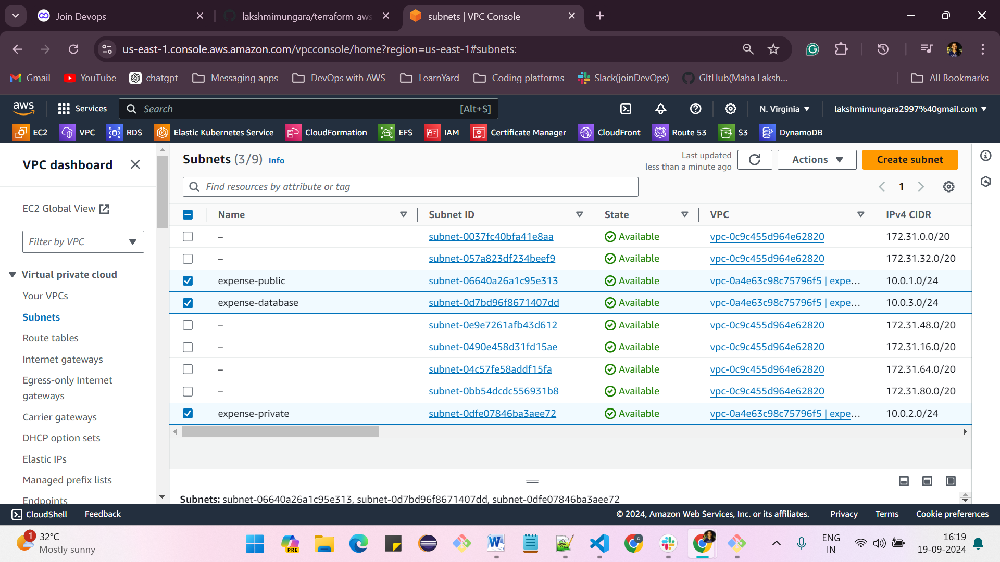 Join Devops
lakshmimungara/terraform-aws
subnets | VPC Console
us-east-1.console.aws.amazon.com/vpcconsole/home?region=us-east-1#subnets:
Gmail
YouTube
chatgpt
Messaging apps
DevOps with AWS
LearnYard
Coding platforms
Slack(joinDevOps)
GItHub(Maha Laksh...
All Bookmarks
aws
Services
Search
[Alt+S]
N. Virginia
lakshmimungara2997%40gmail.com
EC2
VPC
RDS
Elastic Kubernetes Service
CloudFormation
EFS
IAM
Certificate Manager
CloudFront
Route 53
S3
DynamoDB
VPC dashboard
EC2 Global View
Filter by VPC
Virtual private cloud
Your VPCs
Subnets
Route tables
Internet gateways
Egress-only Internet
gateways
Carrier gateways
DHCP option sets
Elastic IPs
Managed prefix lists
Endpoints
Subnets (3/9) Info
Last updated
less than a minute ago
Actions
Create subnet
Find resources by attribute or tag
1
Name Subnet ID State VPC IPv4 CIDR
– subnet-0037fc40bfa41e8aa Available vpc-0c9c455d964e62820 172.31.0.0/20
– subnet-057a823df234beef9 Available vpc-0c9c455d964e62820 172.31.32.0/20
expense-public subnet-06640a26a1c95e313 Available vpc-0a4e63c98c75796f5 | expe... 10.0.1.0/24
expense-database subnet-0d7bd96f8671407dd Available vpc-0a4e63c98c75796f5 | expe... 10.0.3.0/24
– subnet-0e9e7261afb43d612 Available vpc-0c9c455d964e62820 172.31.48.0/20
– subnet-0490e458d31fd15ae Available vpc-0c9c455d964e62820 172.31.16.0/20
– subnet-04c57fe58addf15fa Available vpc-0c9c455d964e62820 172.31.64.0/20
– subnet-0bb54dcdc556931b8 Available vpc-0c9c455d964e62820 172.31.80.0/20
expense-private subnet-0dfe07846ba3aee72 Available vpc-0a4e63c98c75796f5 | expe... 10.0.2.0/24
Subnets: subnet-06640a26a1c95e313, subnet-0d7bd96f8671407dd, subnet-0dfe07846ba3aee72
CloudShell
Feedback
© 2024, Amazon Web Services, Inc. or its affiliates.
Privacy
Terms
Cookie preferences
1
32°C
Mostly sunny
PRE
ENG
IN
16:19
19-09-2024